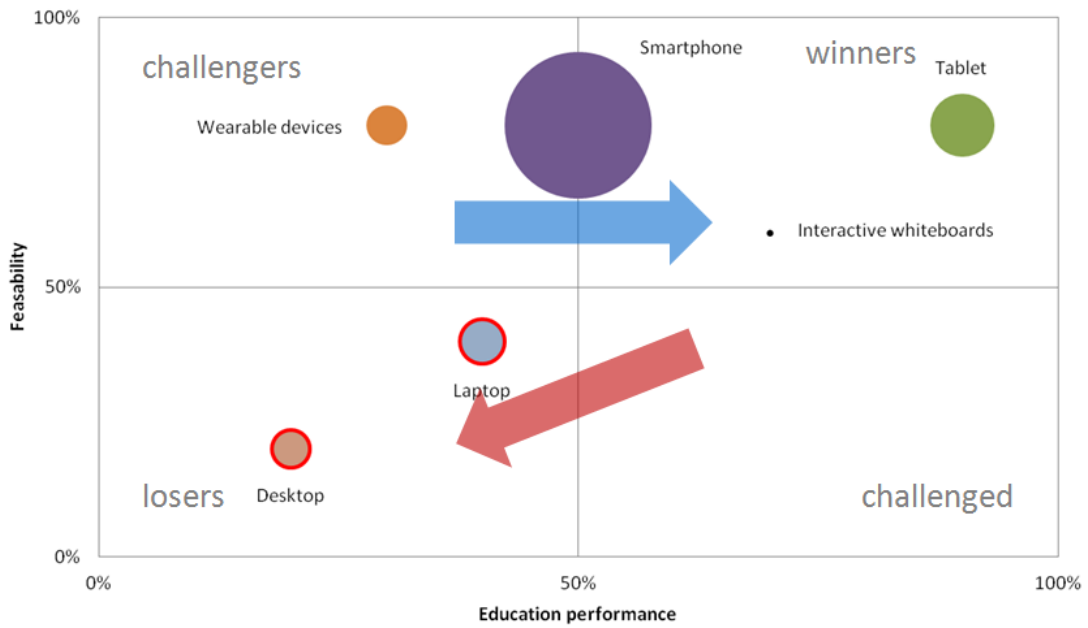 100%
challengers
Smartphone
winners
Tablet
Wearable devices
Interactive whiteboards
Feasability
50%
Laptop
losers
Desktop
challenged
0%
0%
50%
100%
Education performance